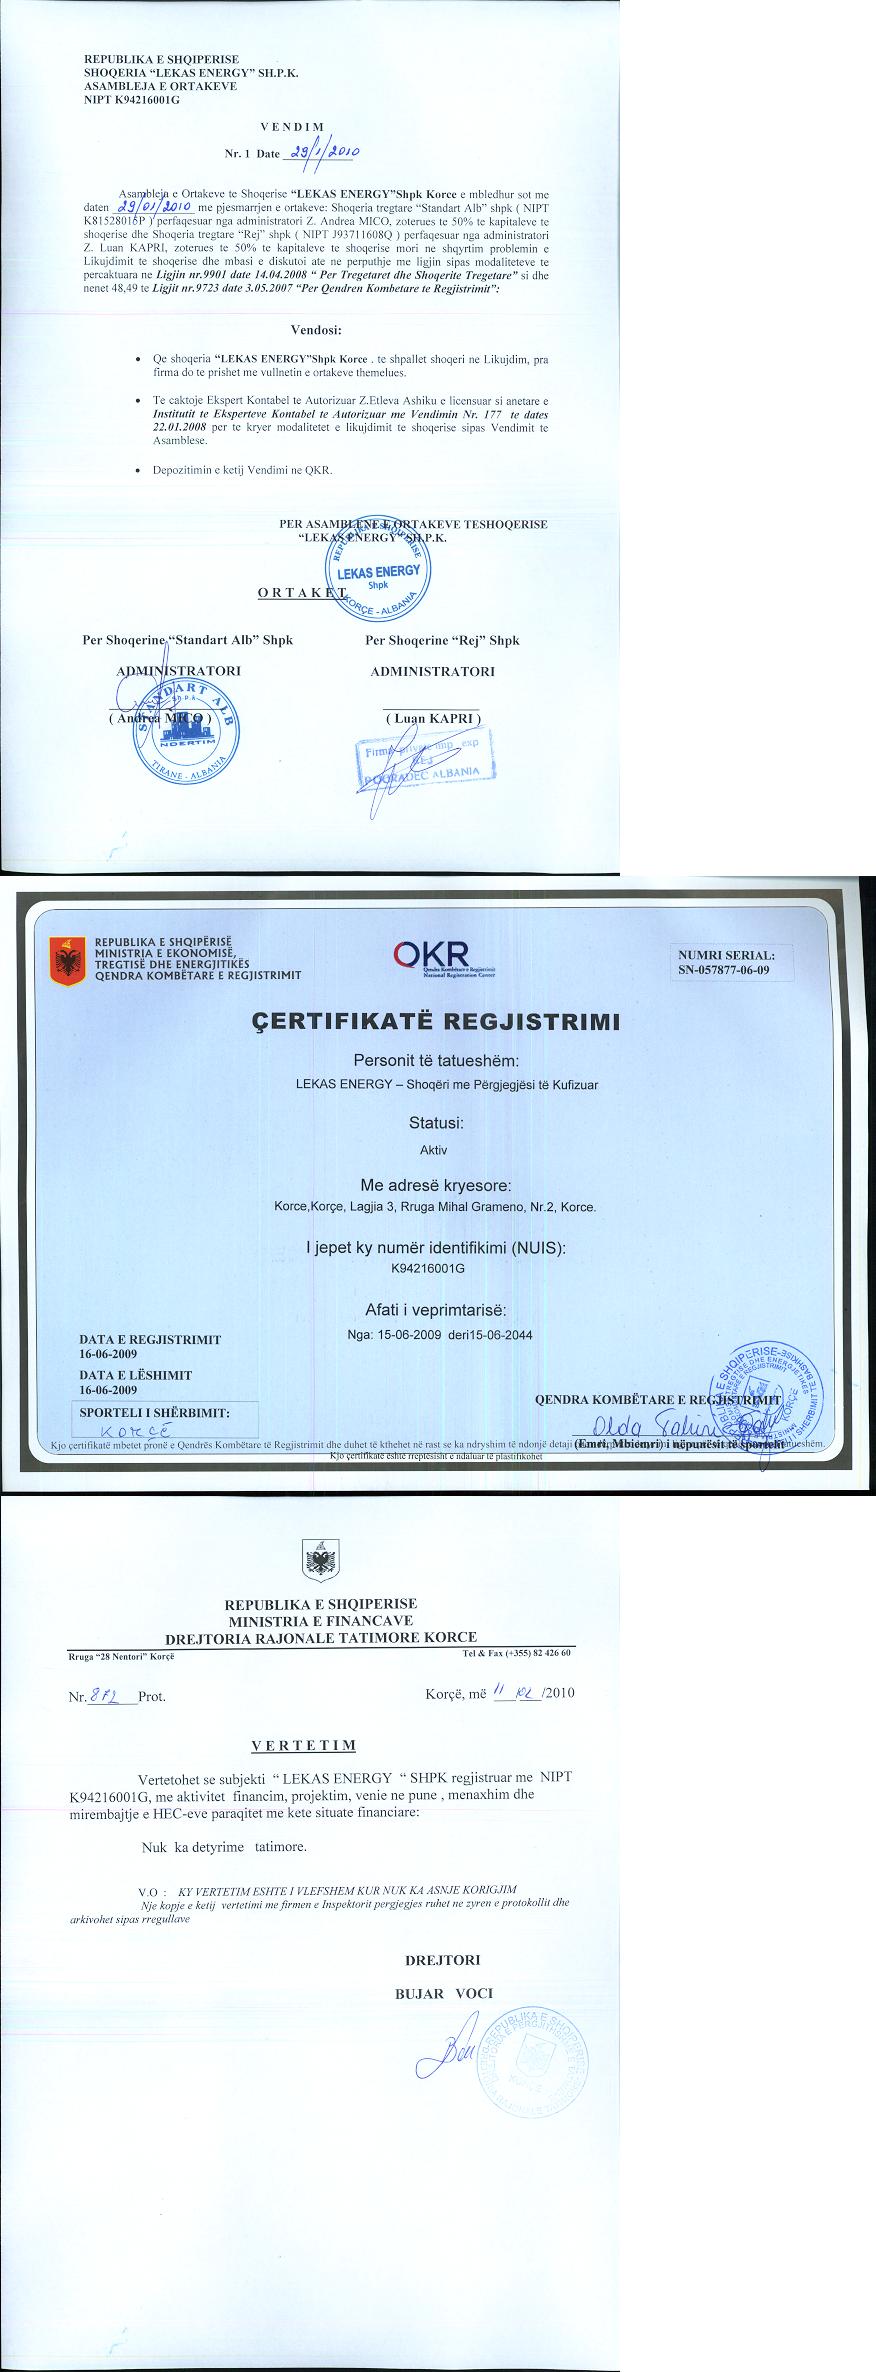 REPUBLIKA E SHQIPERISE
SHOQERIA “LEKAS ENERGY” SH.P.K.
ASAMBLEJA E ORTAKEVE
NIPT K94216001G
V E N D I M
Nr. 1 Date 29/1/2010
Asambleja e Ortakeve te Shoqerise “LEKAS ENERGY”Shpk Korce e mbledhur sot me
daten 29/01/2010 me pjesmarrjen e ortakeve: Shoqeria tregtare “Standart Alb” shpk ( NIPT
K81528016P ) perfaqesuar nga administratori Z. Andrea MICO, zoterues te 50% te kapitaleve te
shoqerise dhe Shoqeria tregtare “Rej” shpk ( NIPT J93711608Q ) perfaqesuar nga administratori
Z. Luan KAPRI, zoterues te 50% te kapitaleve te shoqerise mori ne shqyrtim problemin e
Likujdimit te shoqerise dhe mbasi e diskutoi ate ne perputhje me ligjin sipas modaliteteve te
percaktuara ne Ligjin nr.9901 date 14.04.2008 “ Per Tregetaret dhe Shoqerite Tregetare” si dhe
nenet 48,49 te Ligjit nr.9723 date 3.05.2007 “Per Qendren Kombetare te Regjistrimit”:
Vendosi:
• Qe shoqeria “LEKAS ENERGY”Shpk Korce . te shpallet shoqeri ne Likujdim, pra
firma do te prishet me vullnetin e ortakeve themelues.
• Te caktoje Ekspert Kontabel te Autorizuar Z.Etleva Ashiku e licensuar si anetare e
Institutit te Eksperteve Kontabel te Autorizuar me Vendimin Nr. 177 te dates
22.01.2008 per te kryer modalitetet e likujdimit te shoqerise sipas Vendimit te
Asamblese.
• Depozitimin e ketij Vendimi ne QKR.
PER ASAMBLENE E ORTAKEVE TESHOQERISE
“LEKAS ENERGY” SH.P.K.
REPUBLIKA E SHQIPERISE
LEKAS ENERGY
Shpk
KORÇE - ALBANIA
O R T A K E T
Per Shoqerine “Standart Alb” Shpk Per Shoqerine “Rej” Shpk
ADMINISTRATORI ADMINISTRATORI
( Andrea MICO ) ( Luan KAPRI )
STANDART ALB
Sh.p.k
NDERTIM
TIRANE - ALBANIA
Firma private imp exp
REJ
POGRADEC ALBANIA
REPUBLIKA E SHQIPËRISË
MINISTRIA E EKONOMISË,
TREGTISË DHE ENERGJITIKËS
QENDRA KOMBËTARE E REGJISTRIMIT
QKR
Qendra Kombëtare e Regjistrimit
National Registration Center
NUMRI SERIAL:
SN-057877-06-09
ÇERTIFIKATË REGJISTRIMI
Personit të tatueshëm:
LEKAS ENERGY – Shoqëri me Përgjegjësi të Kufizuar
Statusi:
Aktiv
Me adresë kryesore:
Korce,Korçe, Lagjia 3, Rruga Mihal Grameno, Nr.2, Korce.
I jepet ky numër identifikimi (NUIS):
K94216001G
Afati i veprimtarisë:
Nga: 15-06-2009 deri15-06-2044
DATA E REGJISTRIMIT
16-06-2009
DATA E LËSHIMIT
16-06-2009
SPORTELI I SHËRBIMIT:
KORÇË
QENDRA KOMBËTARE E REGJISTRIMIT
(Emri, Mbiemri i nëpunësit të sportelit
Kjo çertifikatë mbetet pronë e Qendrës Kombëtare të Regjistrimit dhe duhet të kthehet në rast se ka ndryshim të ndonjë detaji
Kjo çertifikatë është rreptësisht e ndaluar të plastifikohet
REPUBLIKA E SHQIPERISE
MINISTRIA E FINANCAVE
DREJTORIA RAJONALE TATIMORE KORCE
Rruga “28 Nentori” Korçë Tel & Fax (+355) 82 426 60
Nr. 872 Prot. Korçë, më 11/02/2010
V E R T E T I M
Vertetohet se subjekti “ LEKAS ENERGY “ SHPK regjistruar me NIPT
K94216001G, me aktivitet financim, projektim, venie ne pune , menaxhim dhe
mirembajtje e HEC-eve paraqitet me kete situate financiare:
Nuk ka detyrime tatimore.
V.O : KY VERTETIM ESHTE I VLEFSHEM KUR NUK KA ASNJE KORIGJIM
Nje kopje e ketij vertetimi me firmen e Inspektorit pergjegjes ruhet ne zyren e protokollit dhe
arkivohet sipas rregullave
DREJTORI
BUJAR VOCI